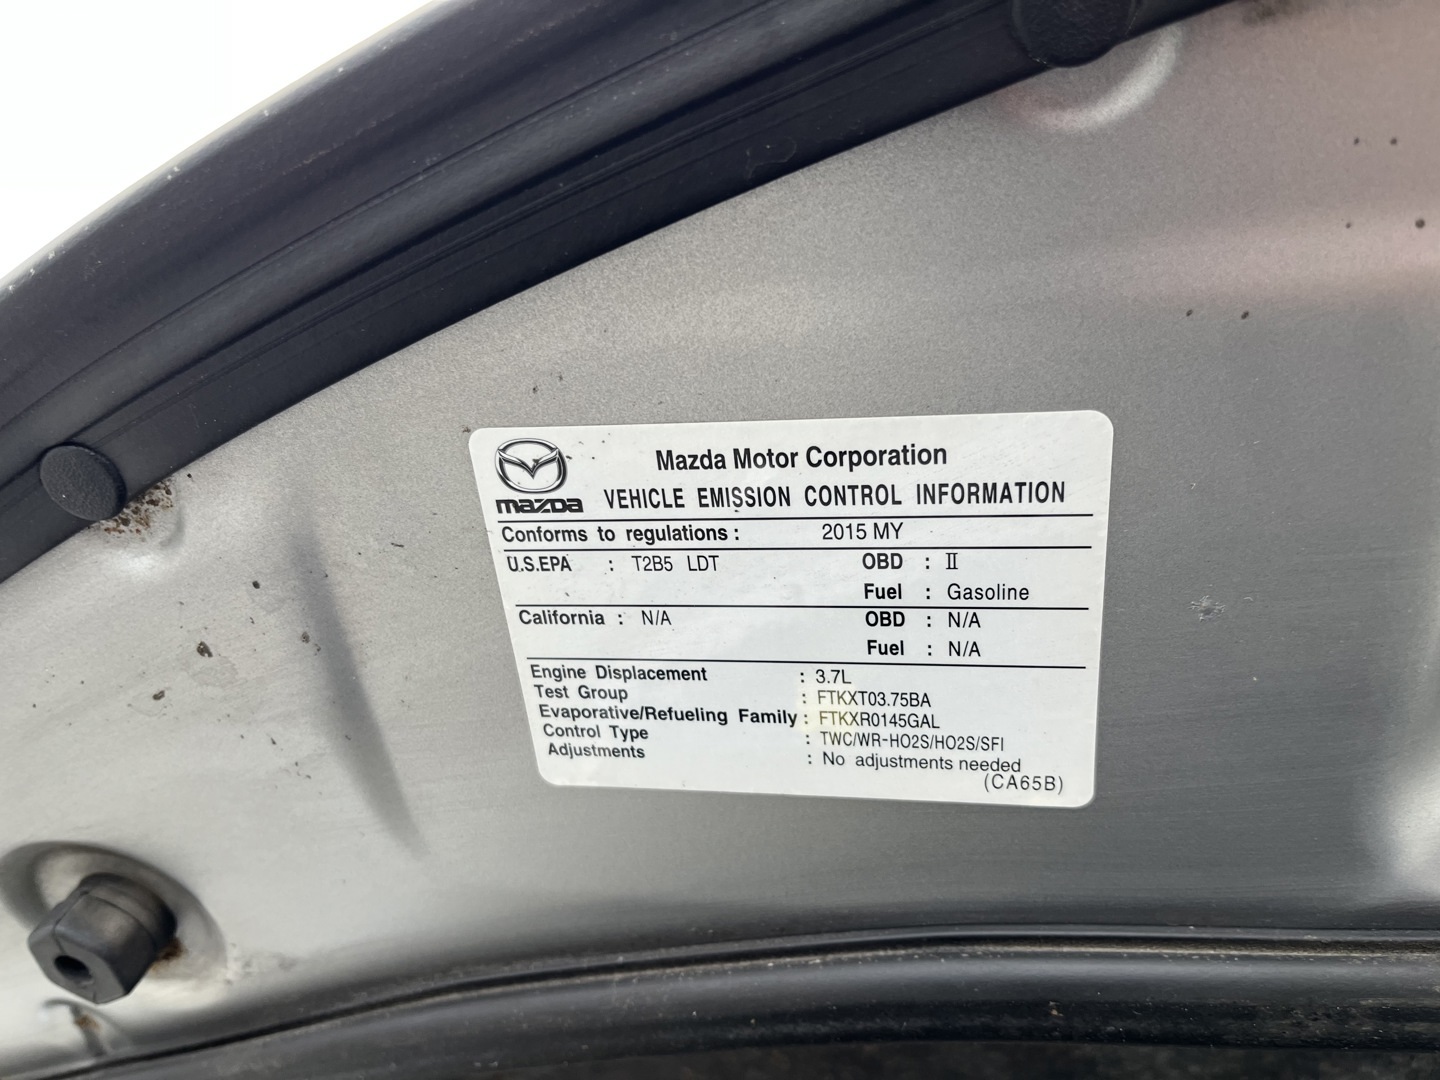 mazda
Mazda Motor Corporation
VEHICLE EMISSION CONTROL INFORMATION
Conforms to regulations : 2015 MY
U.S.EPA : T2B5 LDT OBD : II
Fuel : Gasoline
California : N/A OBD : N/A
Fuel : N/A
Engine Displacement : 3.7L
Test Group : FTKXT03.75BA
Evaporative/Refueling Family : FTKXR0145GAL
Control Type : TWC/WR-HO2S/HO2S/SFI
Adjustments : No adjustments needed
(CA65B)